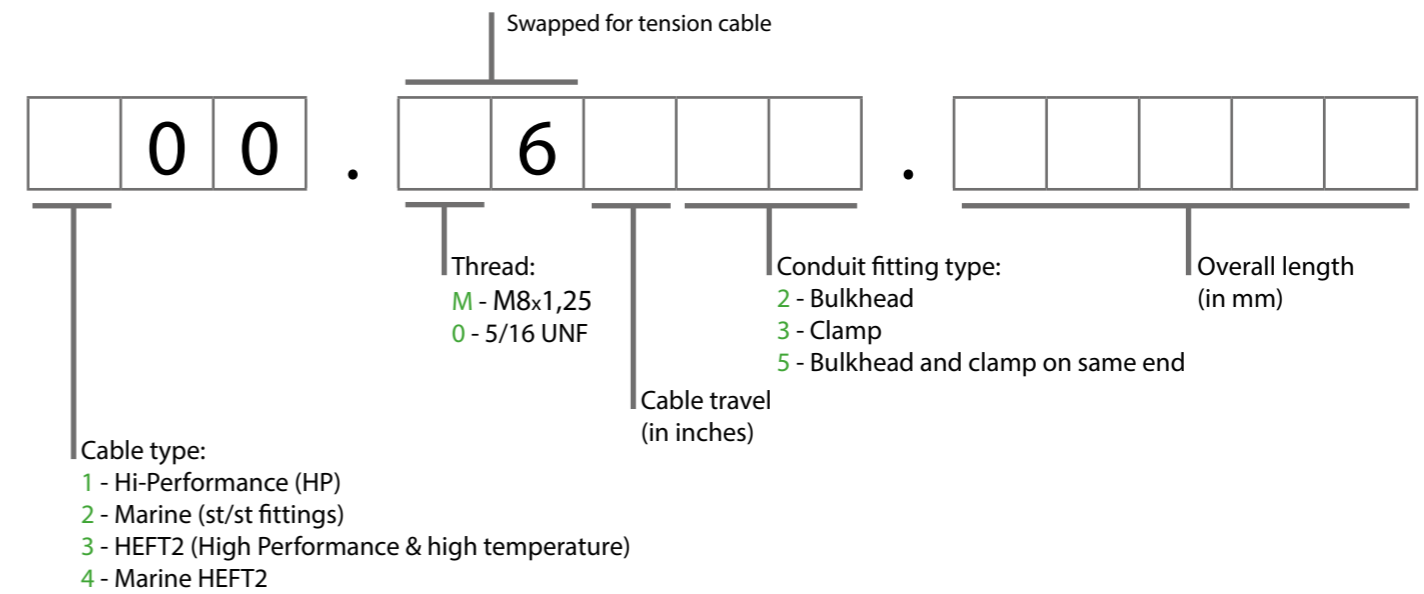 Swapped for tension cable
0 0 . 6 .
Thread:
M - M8x1,25
0 - 5/16 UNF
Conduit fitting type:
2 - Bulkhead
3 - Clamp
5 - Bulkhead and clamp on same end
Overall length
(in mm)
Cable travel
(in inches)
Cable type:
1 - Hi-Performance (HP)
2 - Marine (st/st fittings)
3 - HEFT2 (High Performance & high temperature)
4 - Marine HEFT2